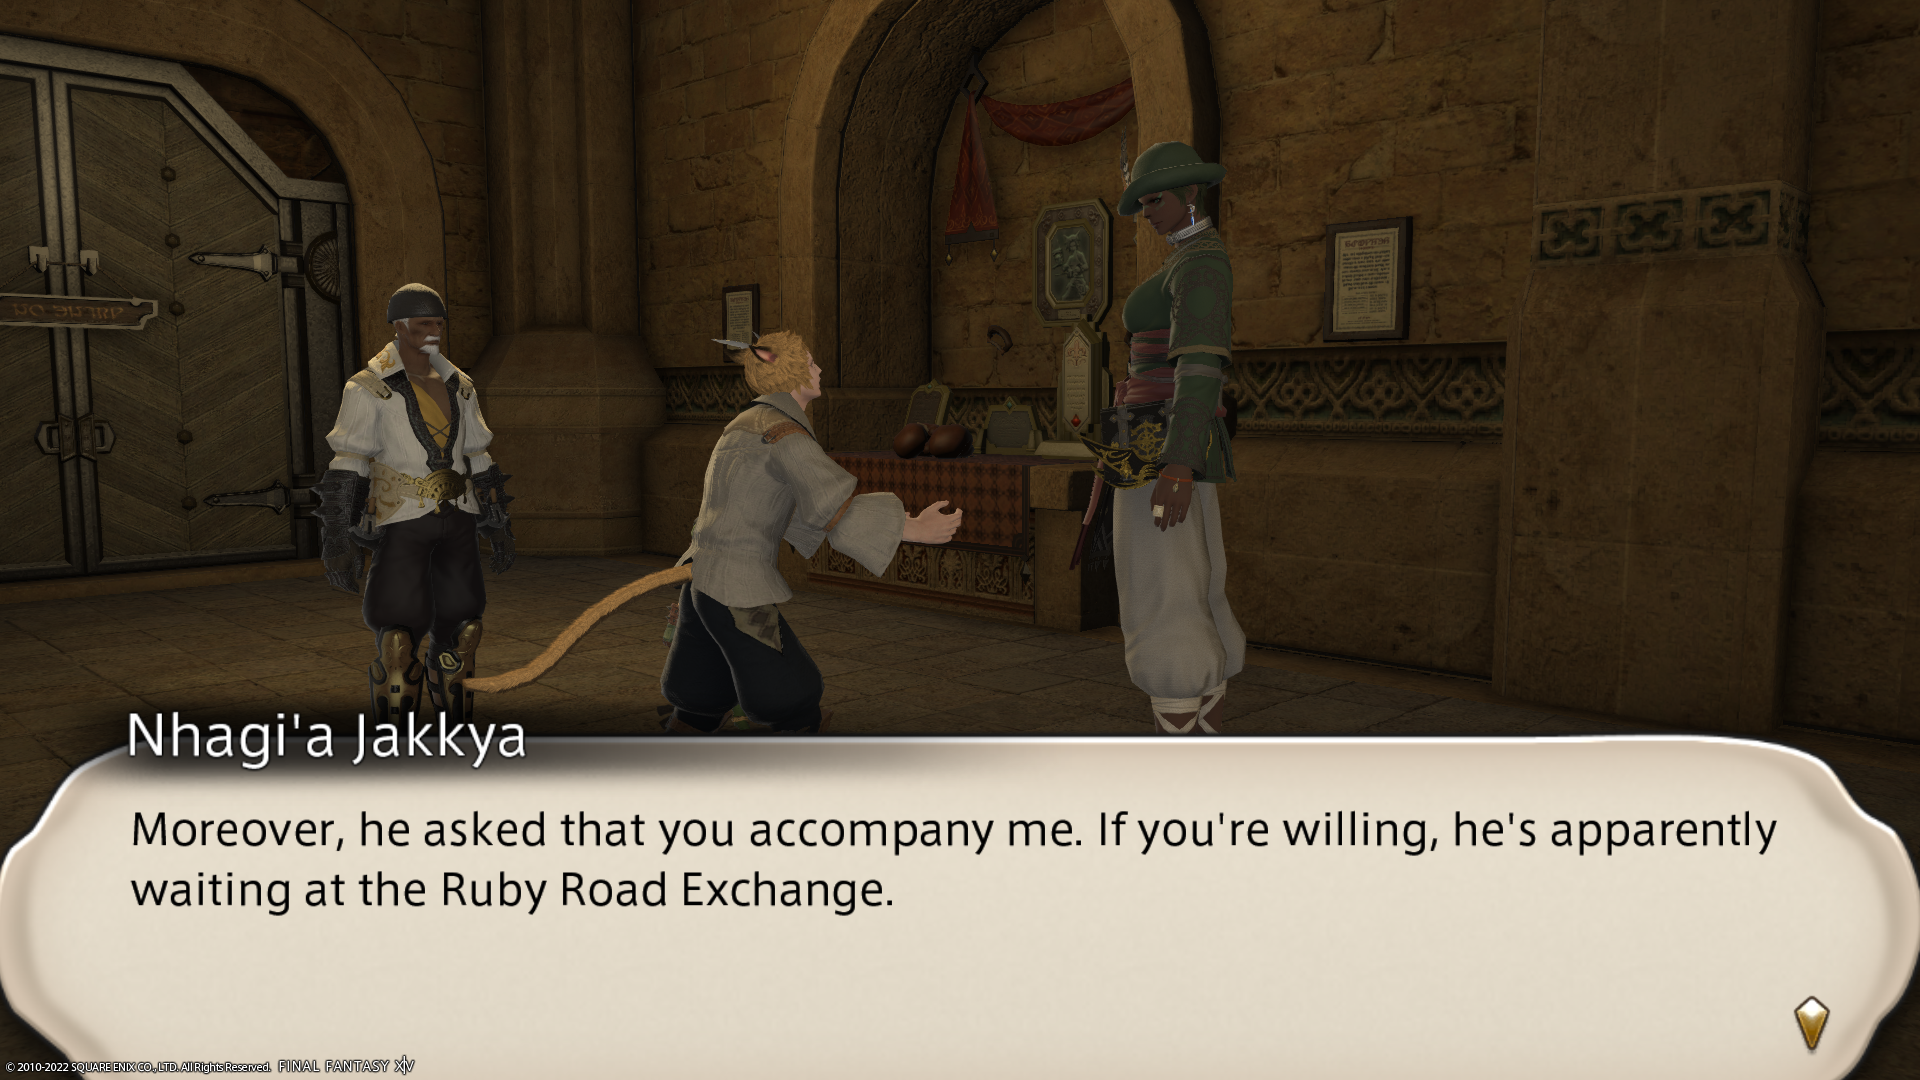 Nhagi'a Jakkya
Moreover, he asked that you accompany me. If you're willing, he's apparently
waiting at the Ruby Road Exchange.
© 2010-2022 SQUARE ENIX CO., LTD. All Rights Reserved. FINAL FANTASY XIV